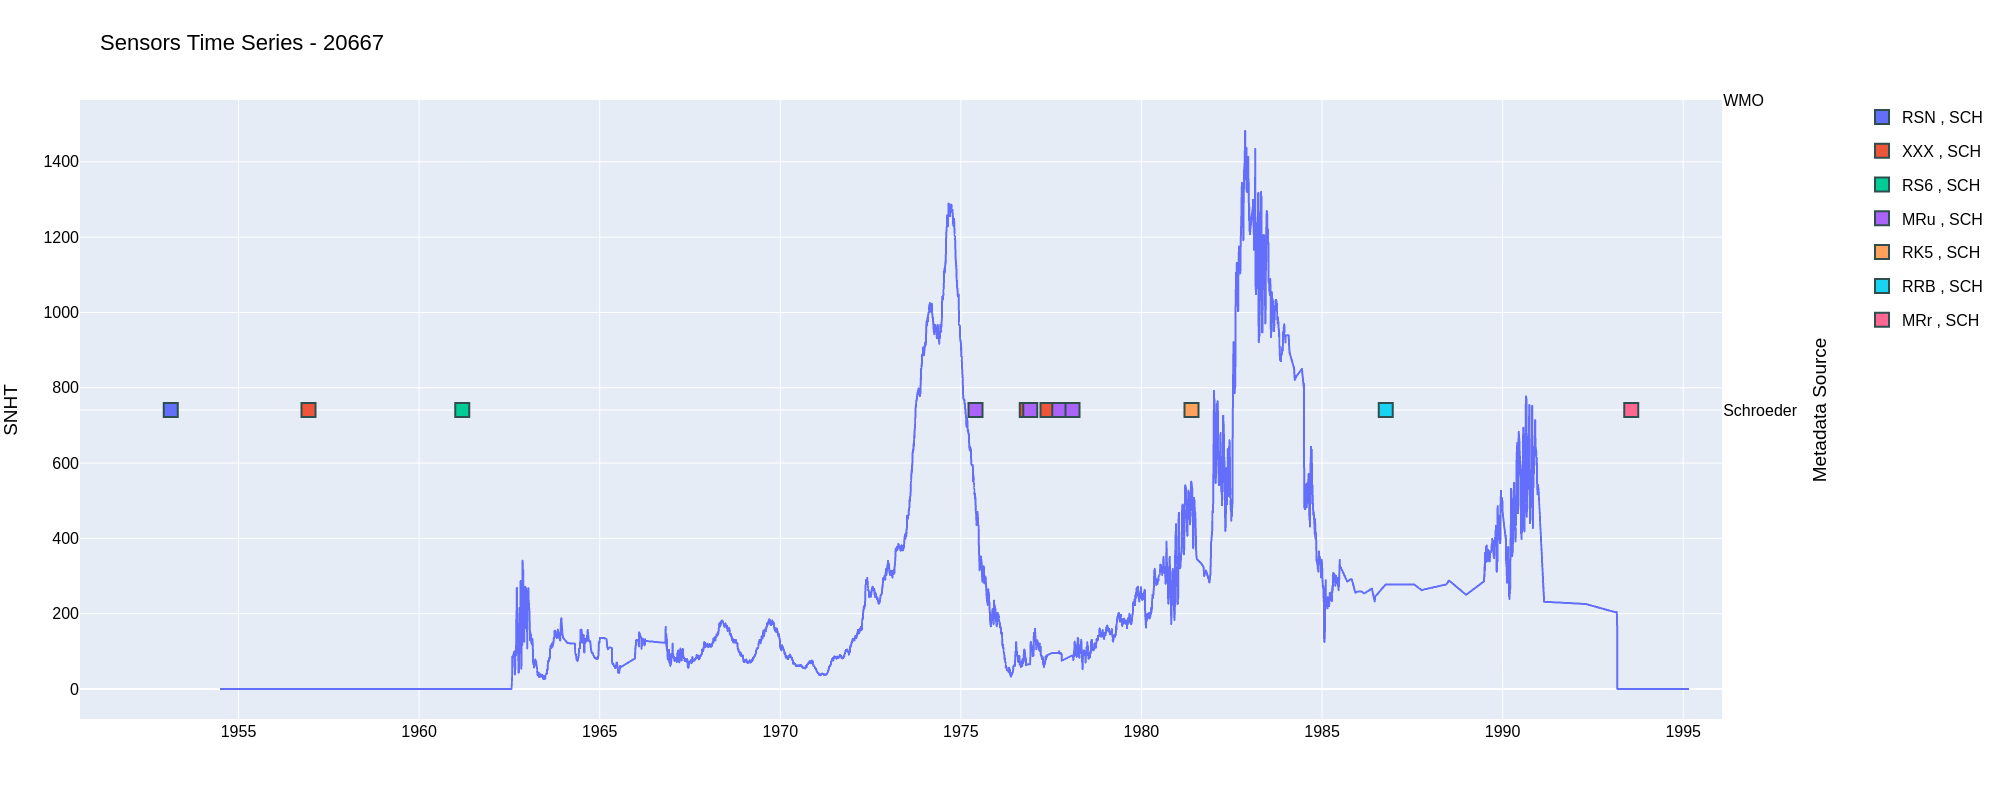 Sensors Time Series - 20667
WMO
1400
1200
1000
800
600
400
200
0
SNHT
Schroeder
Metadata Source
1955
1960
1965
1970
1975
1980
1985
1990
1995
RSN , SCH
XXX , SCH
RS6 , SCH
MRu , SCH
RK5 , SCH
RRB , SCH
MRr , SCH